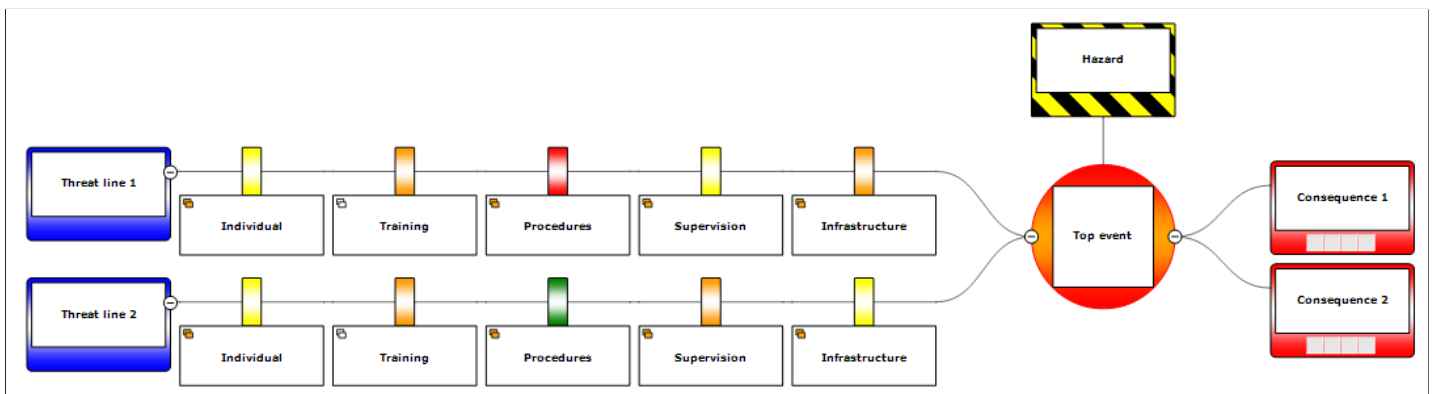 Hazard
Threat line 1
Individual
Training
Procedures
Supervision
Infrastructure
Top event
Consequence 1
Threat line 2
Individual
Training
Procedures
Supervision
Infrastructure
Consequence 2